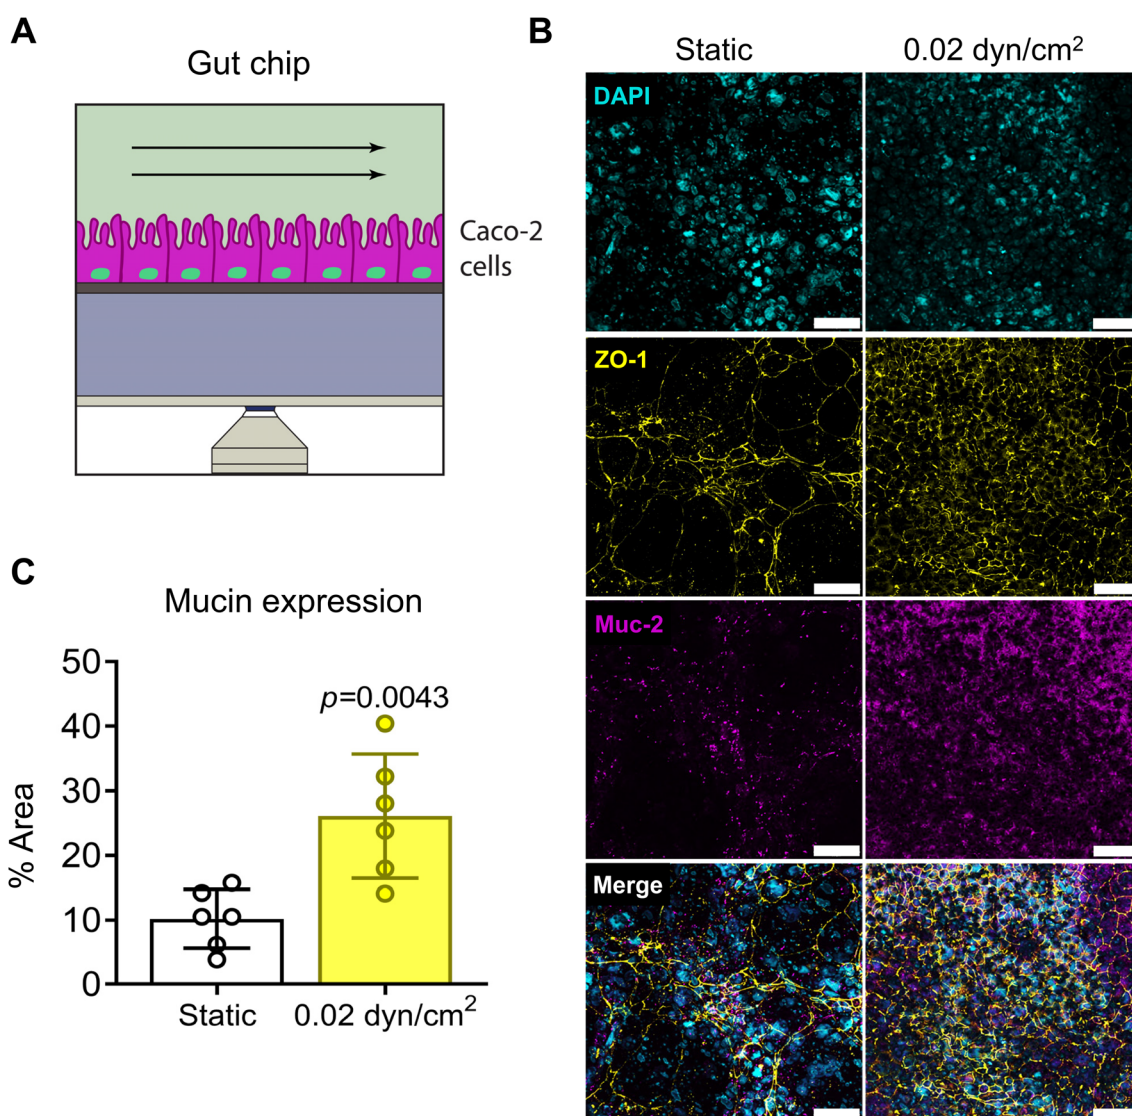 A
Gut chip
Caco-2
cells
B
Static
0.02 dyn/cm²
DAPI
ZO-1
Muc-2
Merge
C
Mucin expression
p=0.0043
% Area
50
40
30
20
10
0
Static
0.02 dyn/cm²